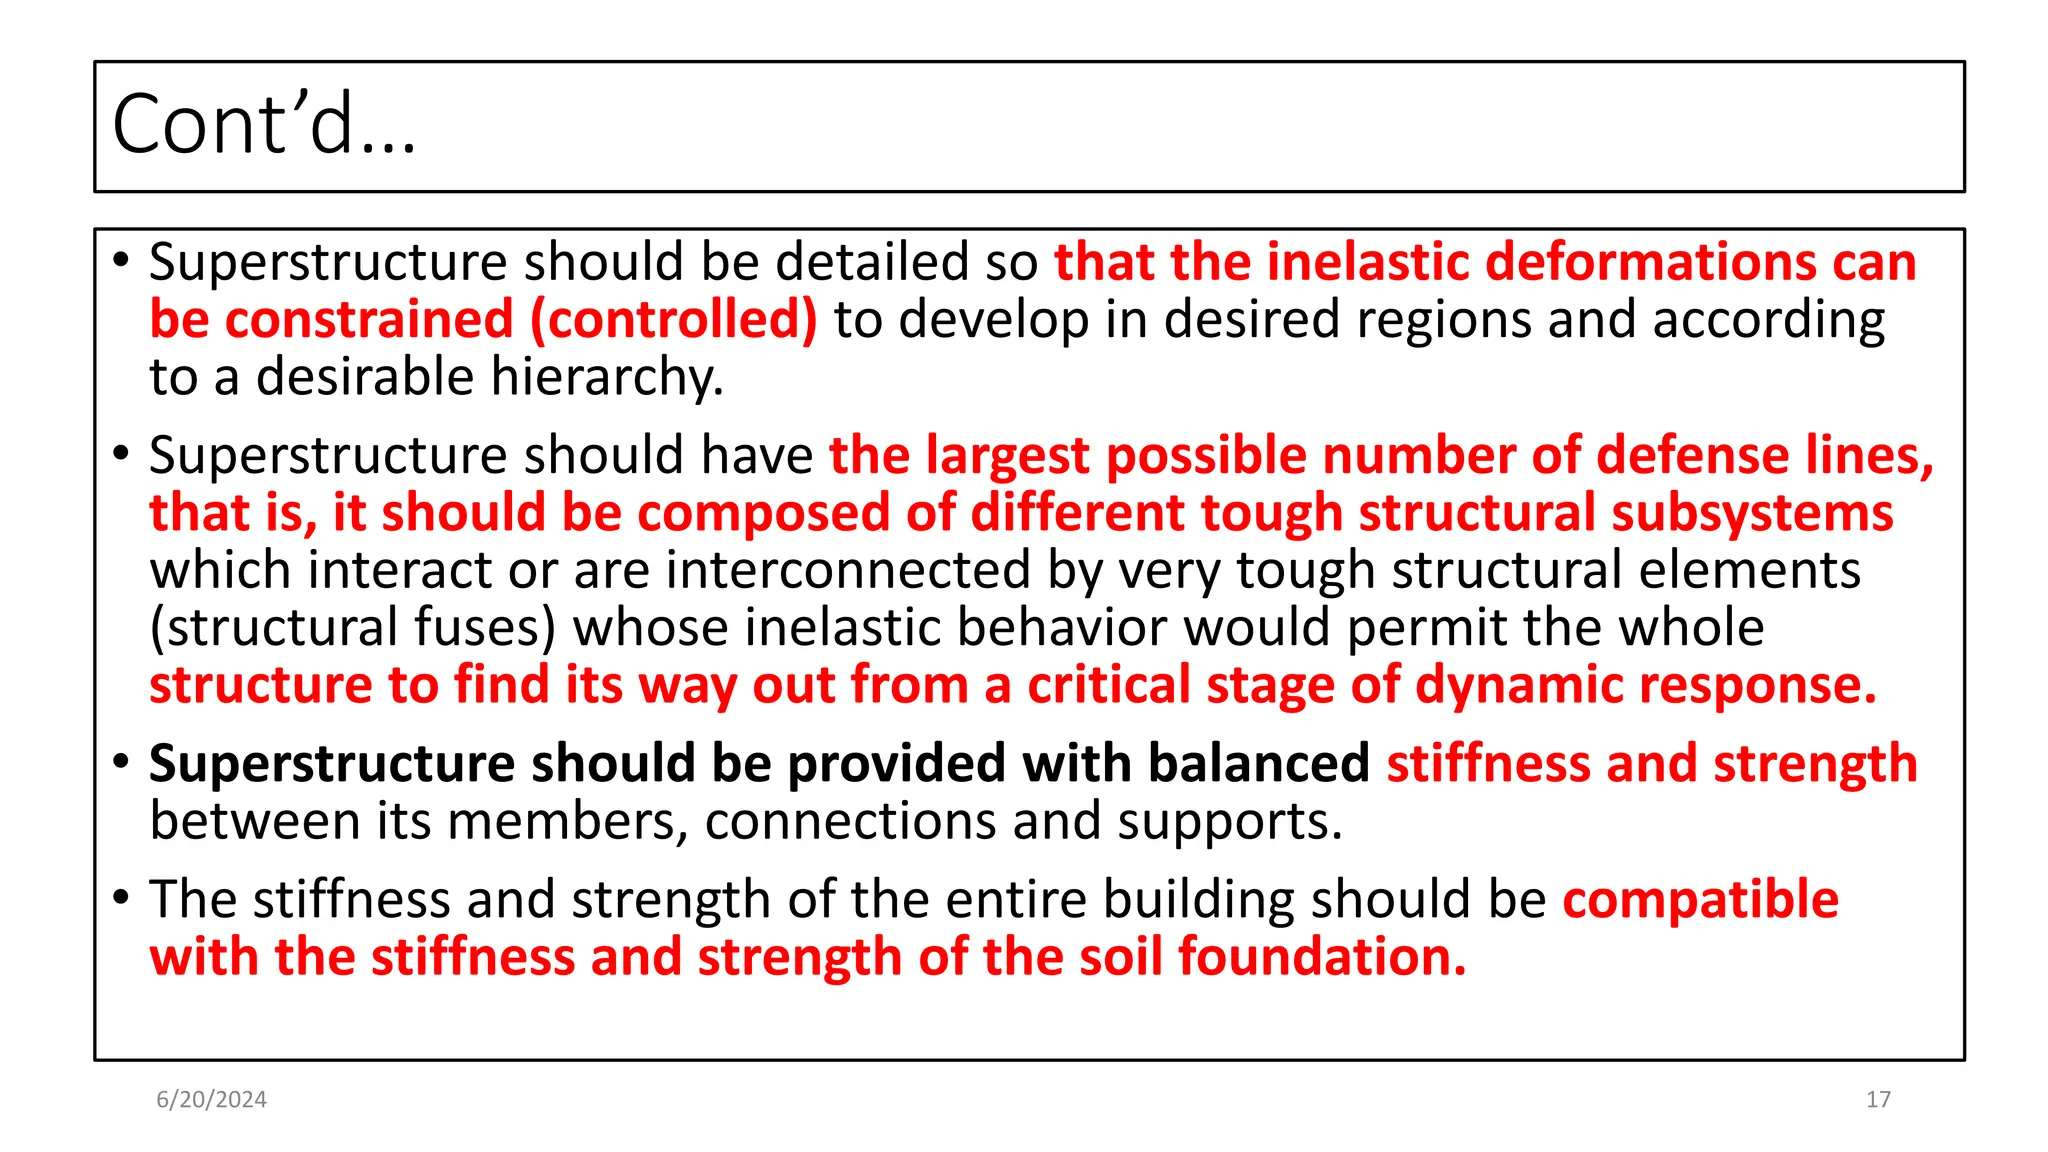 Cont’d…
• Superstructure should be detailed so that the inelastic deformations can
be constrained (controlled) to develop in desired regions and according
to a desirable hierarchy.
• Superstructure should have the largest possible number of defense lines,
that is, it should be composed of different tough structural subsystems
which interact or are interconnected by very tough structural elements
(structural fuses) whose inelastic behavior would permit the whole
structure to find its way out from a critical stage of dynamic response.
• Superstructure should be provided with balanced stiffness and strength
between its members, connections and supports.
• The stiffness and strength of the entire building should be compatible
with the stiffness and strength of the soil foundation.
6/20/2024
17